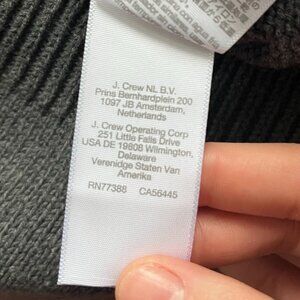 J. Crew NL B.V.
Prins Bernhardplein 200
1097 JB Amsterdam,
Netherlands
J. Crew Operating Corp
251 Little Falls Drive
USA DE 19808 Wilmington,
Delaware
Verenidge Staten Van
Amerika
RN77388 CA56445